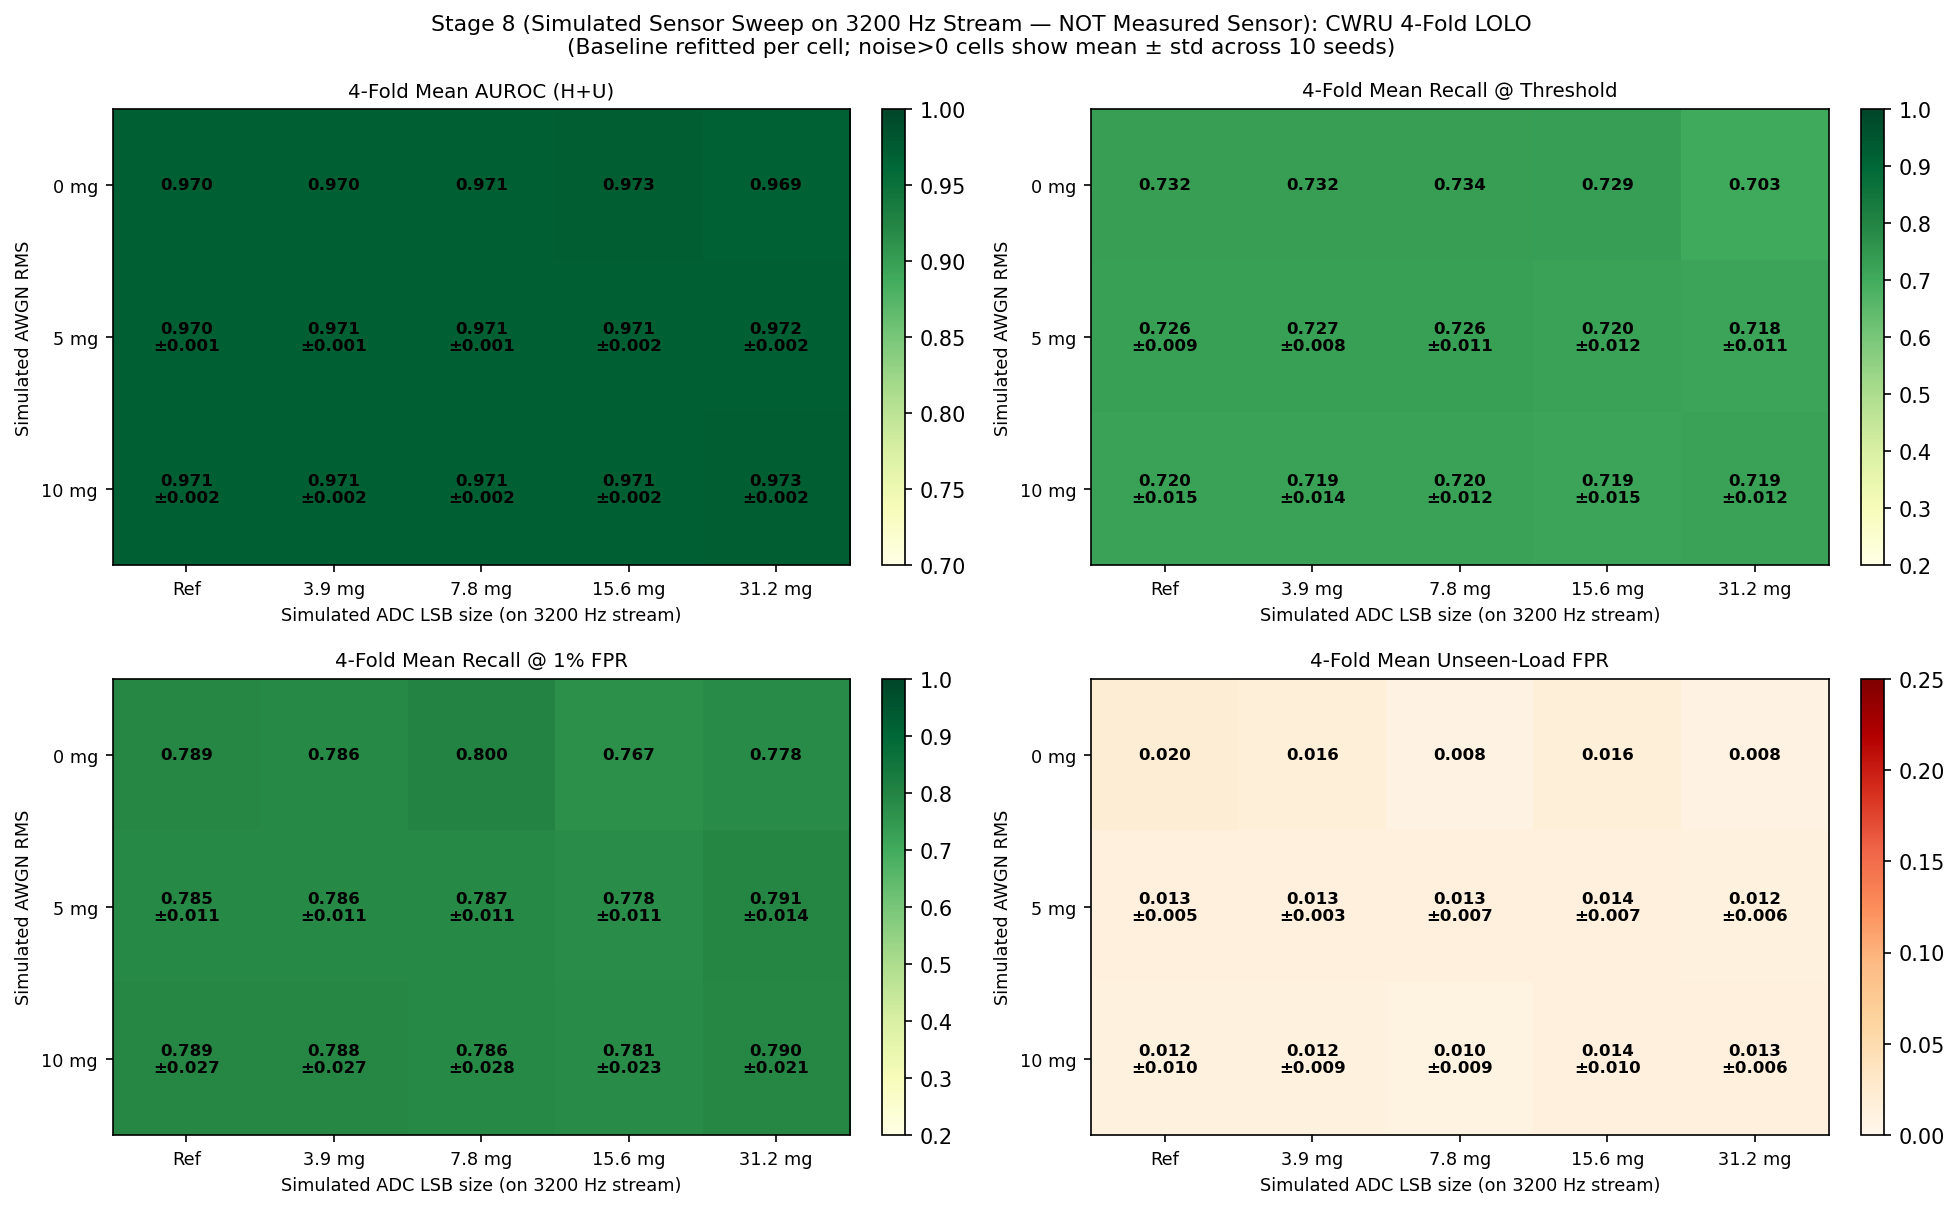 Stage 8 (Simulated Sensor Sweep on 3200 Hz Stream — NOT Measured Sensor): CWRU 4-Fold LOLO
(Baseline refitted per cell; noise>0 cells show mean ± std across 10 seeds)
4-Fold Mean AUROC (H+U)
Simulated AWGN RMS
0 mg
0.970 0.970 0.971 0.973 0.969
5 mg
0.970 0.971 0.971 0.971 0.972
±0.001 ±0.001 ±0.001 ±0.002 ±0.002
10 mg
0.971 0.971 0.971 0.971 0.973
±0.002 ±0.002 ±0.002 ±0.002 ±0.002
Ref 3.9 mg 7.8 mg 15.6 mg 31.2 mg
Simulated ADC LSB size (on 3200 Hz stream)
1.00
0.95
0.90
0.85
0.80
0.75
0.70
4-Fold Mean Recall @ Threshold
Simulated AWGN RMS
0 mg
0.732 0.732 0.734 0.729 0.703
5 mg
0.726 0.727 0.726 0.720 0.718
±0.009 ±0.008 ±0.011 ±0.012 ±0.011
10 mg
0.720 0.719 0.720 0.719 0.719
±0.015 ±0.014 ±0.012 ±0.015 ±0.012
Ref 3.9 mg 7.8 mg 15.6 mg 31.2 mg
Simulated ADC LSB size (on 3200 Hz stream)
1.0
0.9
0.8
0.7
0.6
0.5
0.4
0.3
0.2
4-Fold Mean Recall @ 1% FPR
Simulated AWGN RMS
0 mg
0.789 0.786 0.800 0.767 0.778
5 mg
0.785 0.786 0.787 0.778 0.791
±0.011 ±0.011 ±0.011 ±0.011 ±0.014
10 mg
0.789 0.788 0.786 0.781 0.790
±0.027 ±0.027 ±0.028 ±0.023 ±0.021
Ref 3.9 mg 7.8 mg 15.6 mg 31.2 mg
Simulated ADC LSB size (on 3200 Hz stream)
1.0
0.9
0.8
0.7
0.6
0.5
0.4
0.3
0.2
4-Fold Mean Unseen-Load FPR
Simulated AWGN RMS
0 mg
0.020 0.016 0.008 0.016 0.008
5 mg
0.013 0.013 0.013 0.014 0.012
±0.005 ±0.003 ±0.007 ±0.007 ±0.006
10 mg
0.012 0.012 0.010 0.014 0.013
±0.010 ±0.009 ±0.009 ±0.010 ±0.006
Ref 3.9 mg 7.8 mg 15.6 mg 31.2 mg
Simulated ADC LSB size (on 3200 Hz stream)
0.25
0.20
0.15
0.10
0.05
0.00